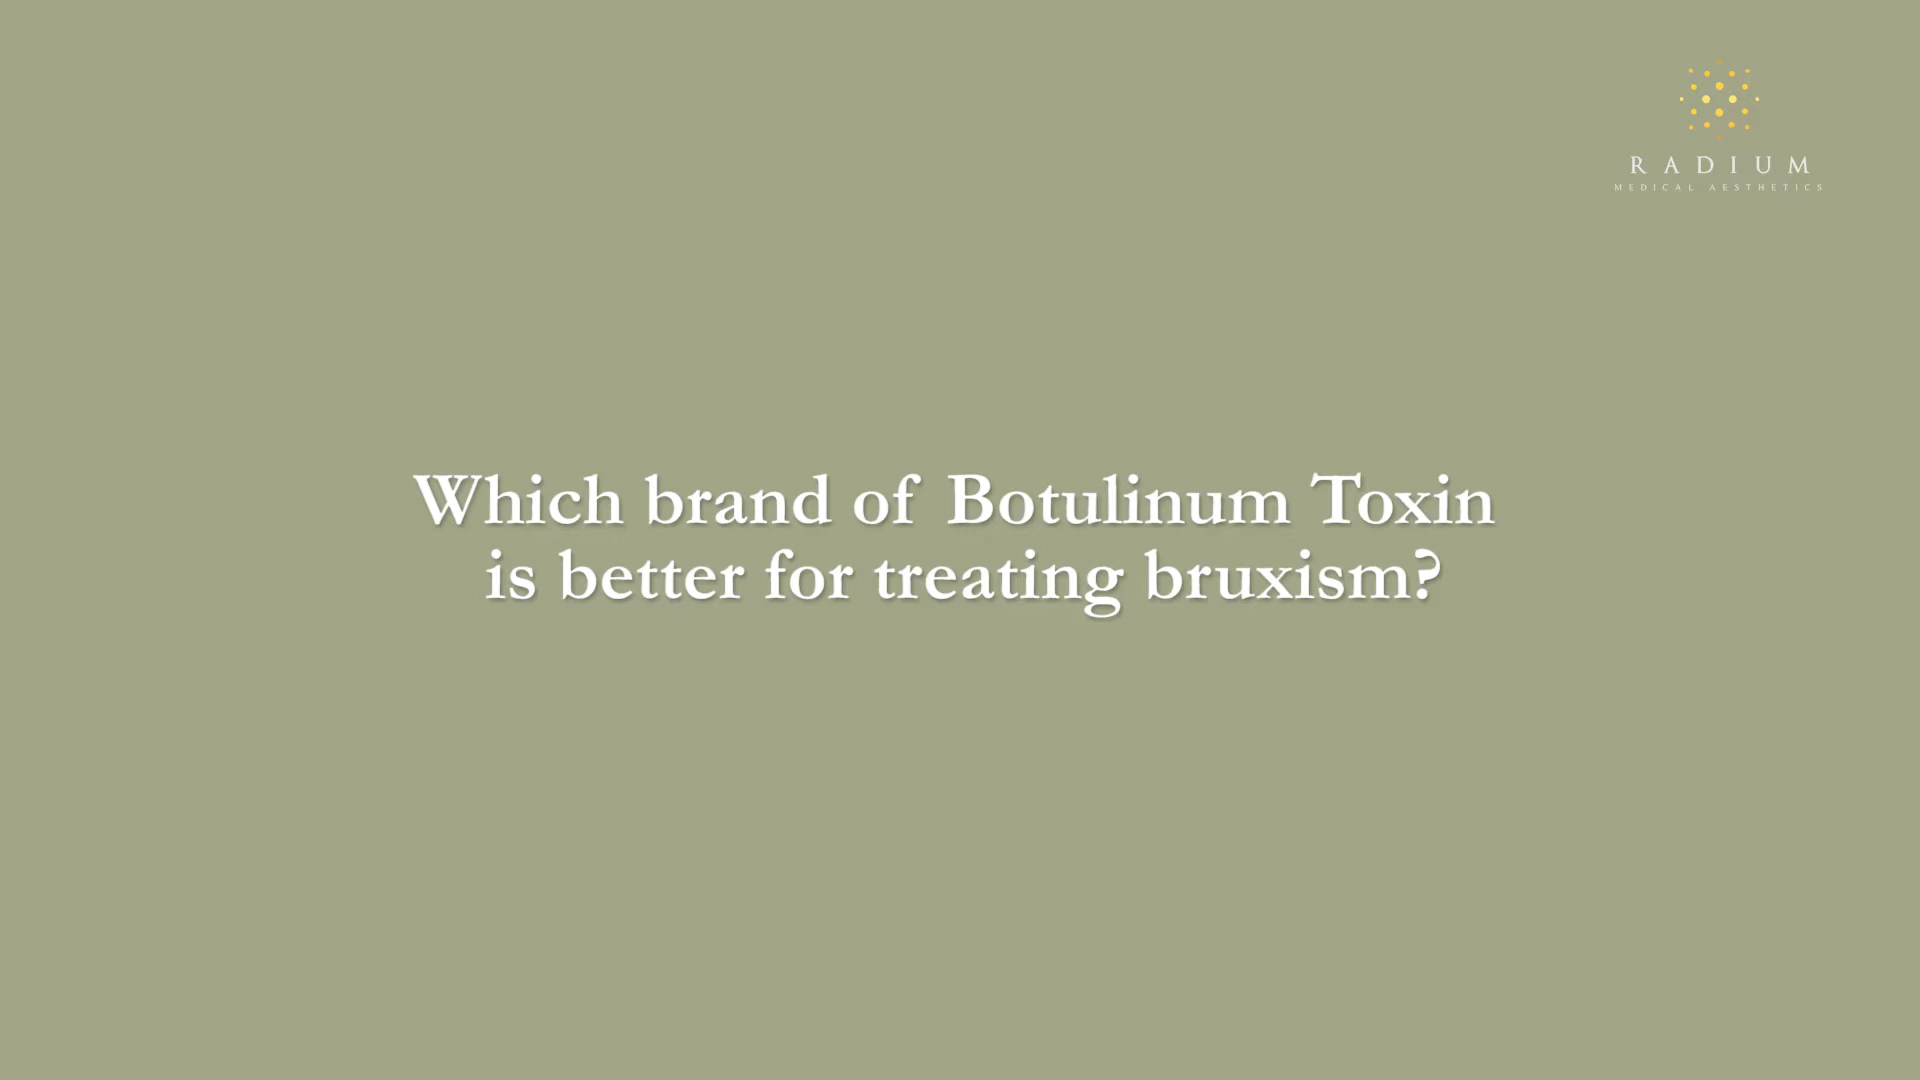 RADIUM
MEDICAL AESTHETICS
Which brand of Botulinum Toxin
is better for treating bruxism?